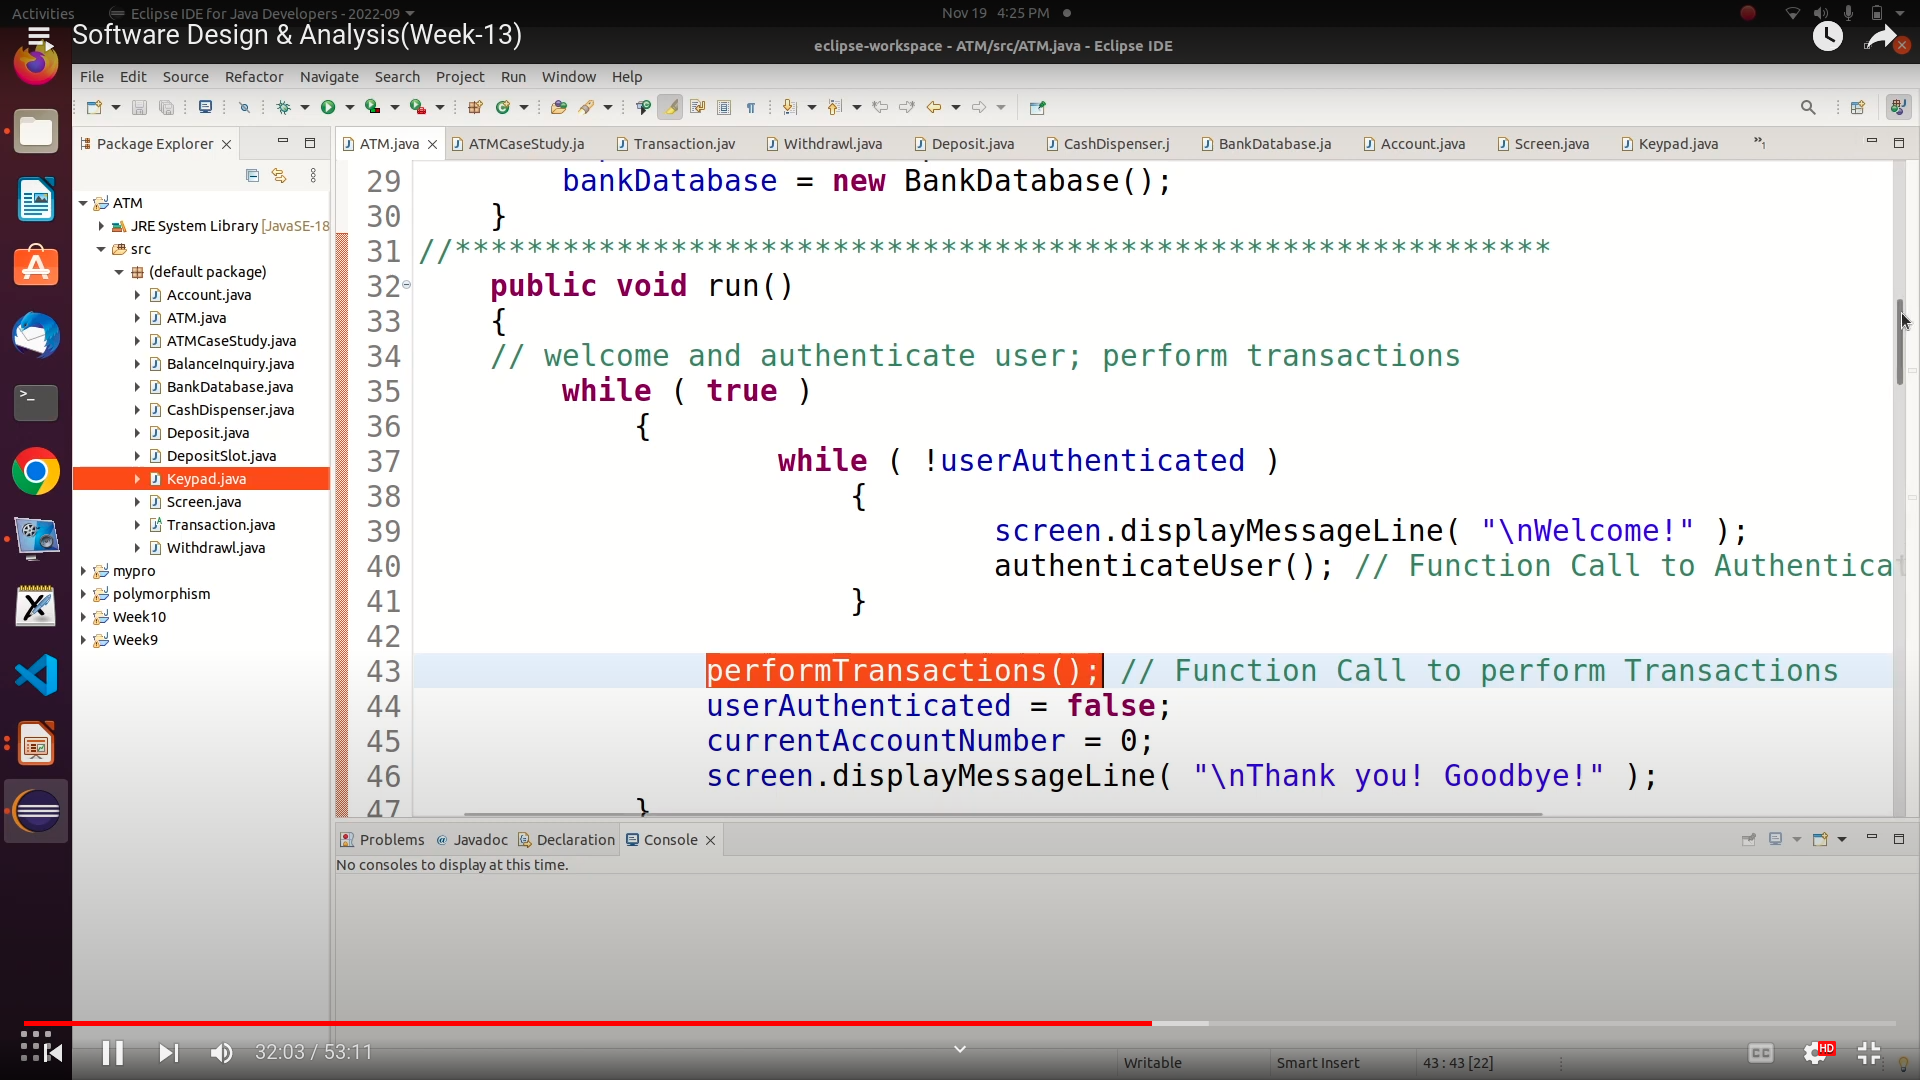 Activities
Eclipse IDE for Java Developers - 2022-09
Nov 19 4:25 PM
Software Design & Analysis(Week-13)
eclipse-workspace - ATM/src/ATM.java - Eclipse IDE
File Edit Source Refactor Navigate Search Project Run Window Help
Package Explorer
ATM.java
ATMCaseStudy.ja
Transaction.jav
Withdrawl.java
Deposit.java
CashDispenser.j
BankDatabase.ja
Account.java
Screen.java
Keypad.java
ATM
JRE System Library [JavaSE-18
src
(default package)
Account.java
ATM.java
ATMCaseStudy.java
BalanceInquiry.java
BankDatabase.java
CashDispenser.java
Deposit.java
DepositSlot.java
Keypad.java
Screen.java
Transaction.java
Withdrawl.java
mypro
polymorphism
Week10
Week9
29 bankDatabase = new BankDatabase();
30 }
31 //*************************************************************
32 public void run()
33 {
34 // welcome and authenticate user; perform transactions
35 while ( true )
36 {
37 while ( !userAuthenticated )
38 {
39 screen.displayMessageLine( "\nWelcome!" );
40 authenticateUser(); // Function Call to Authenticat
41 }
42
43 performTransactions(); // Function Call to perform Transactions
44 userAuthenticated = false;
45 currentAccountNumber = 0;
46 screen.displayMessageLine( "\nThank you! Goodbye!" );
47 }
Problems
Javadoc
Declaration
Console
No consoles to display at this time.
32:03 / 53:11
CC
HD
Writable
Smart Insert
43 : 43 [22]